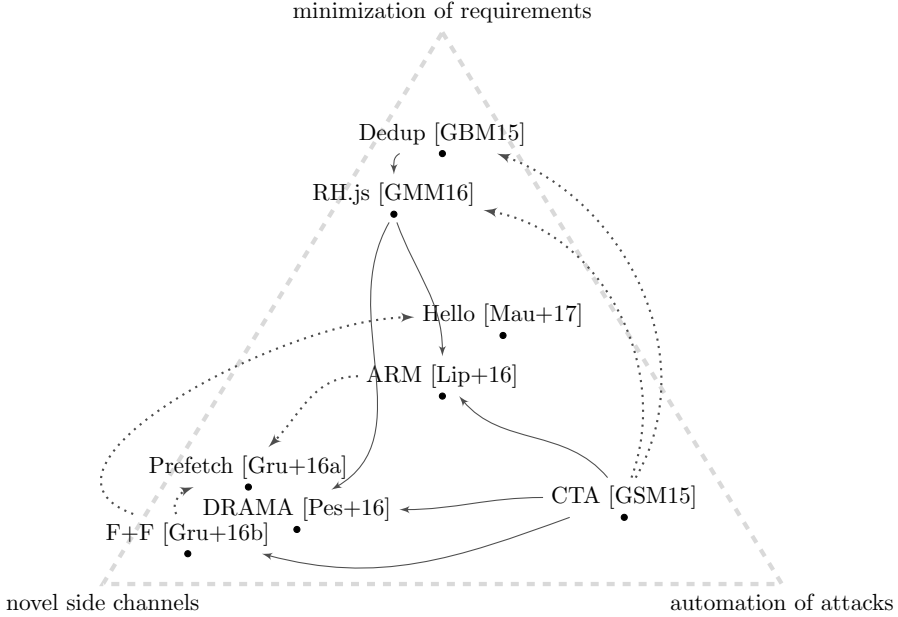 minimization of requirements
Dedup [GBM15]
RH.js [GMM16]
Hello [Mau+17]
ARM [Lip+16]
Prefetch [Gru+16a]
CTA [GSM15]
DRAMA [Pes+16]
F+F [Gru+16b]
novel side channels
automation of attacks